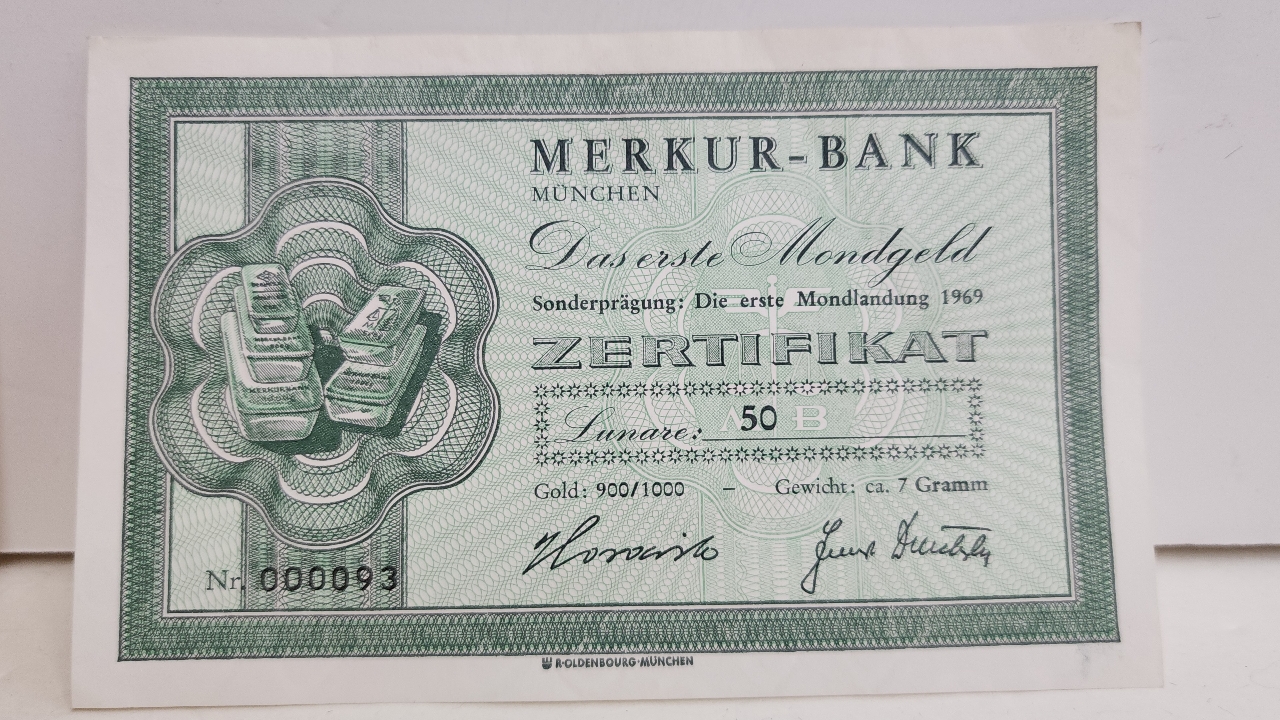 MERKUR-BANK
MÜNCHEN
Das erste Mondgeld
Sonderprägung: Die erste Mondlandung 1969
ZERTIFIKAT
Lunare: 50
Gold: 900/1000 – Gewicht: ca. 7 Gramm
Nr. 000093
R·OLDENBOURG·MÜNCHEN